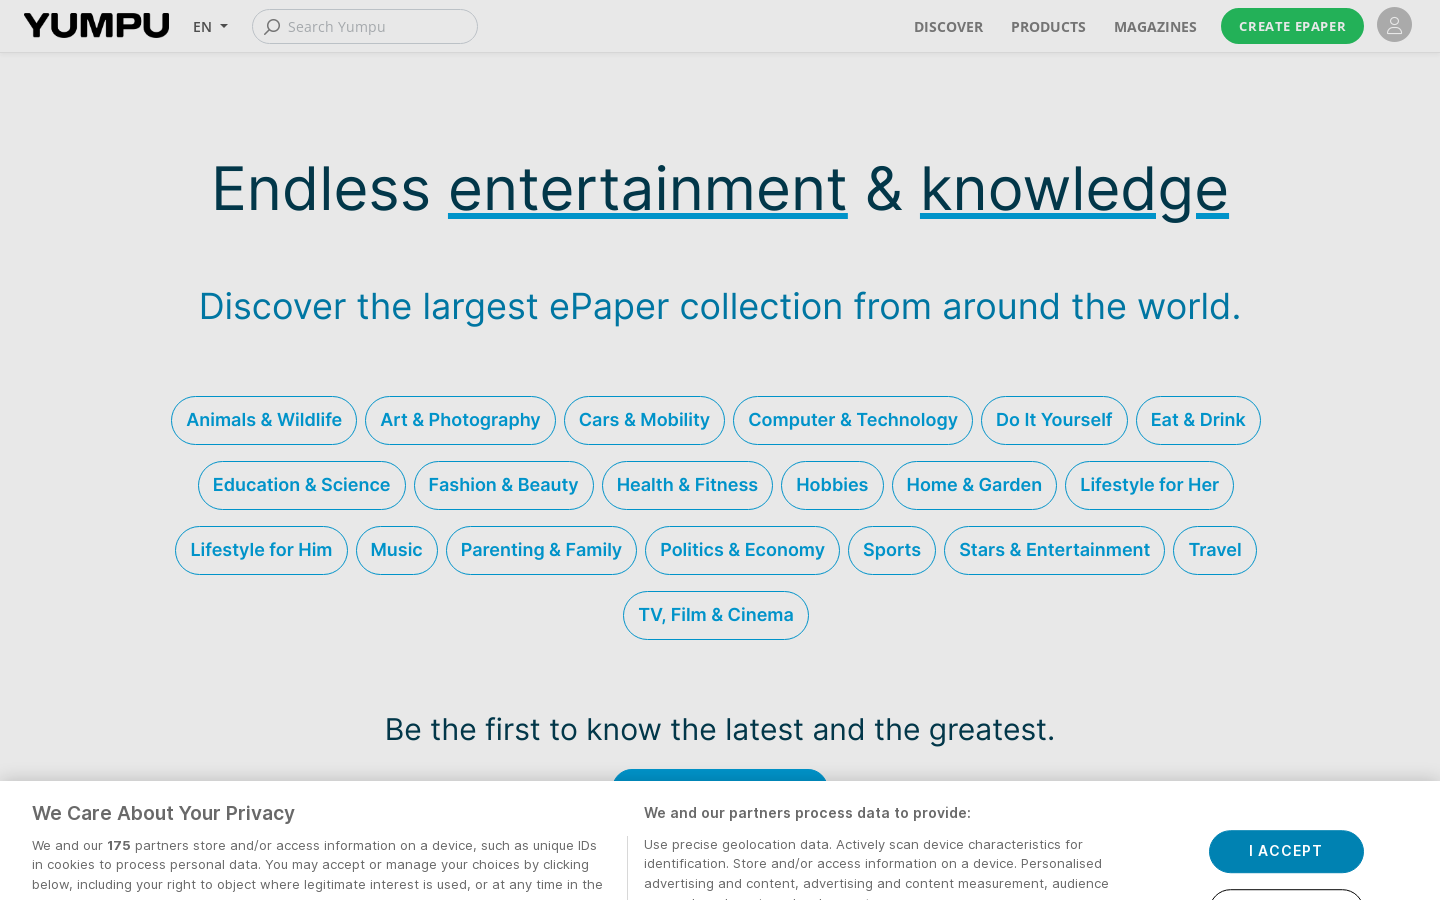 YUMPU EN Search Yumpu DISCOVER PRODUCTS MAGAZINES CREATE EPAPER
Endless entertainment & knowledge
Discover the largest ePaper collection from around the world.
Animals & Wildlife Art & Photography Cars & Mobility Computer & Technology Do It Yourself Eat & Drink
Education & Science Fashion & Beauty Health & Fitness Hobbies Home & Garden Lifestyle for Her
Lifestyle for Him Music Parenting & Family Politics & Economy Sports Stars & Entertainment Travel
TV, Film & Cinema
Be the first to know the latest and the greatest.
We Care About Your Privacy
We and our 175 partners store and/or access information on a device, such as unique IDs
in cookies to process personal data. You may accept or manage your choices by clicking
below, including your right to object where legitimate interest is used, or at any time in the
We and our partners process data to provide:
Use precise geolocation data. Actively scan device characteristics for
identification. Store and/or access information on a device. Personalised
advertising and content, advertising and content measurement, audience
I ACCEPT